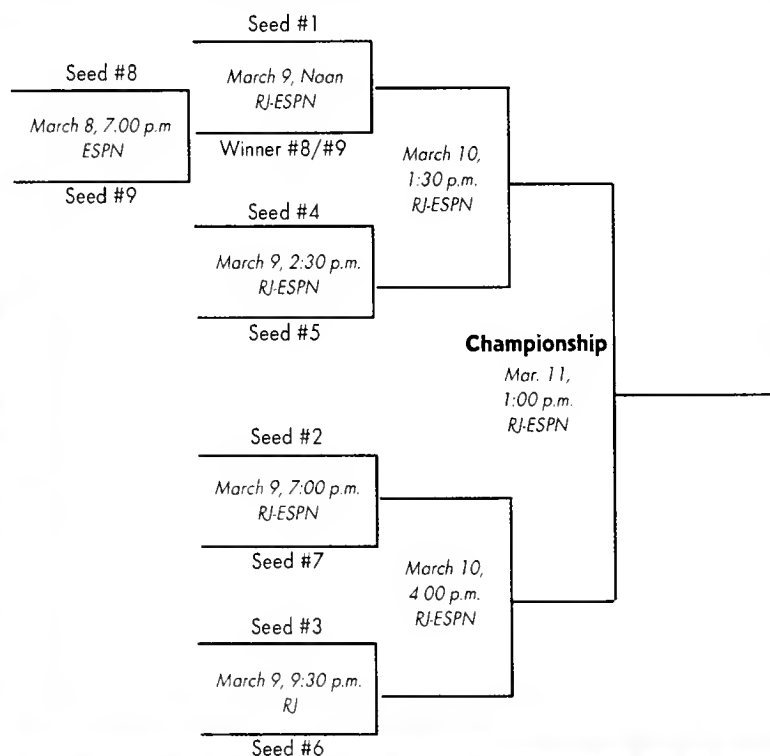 Seed #1
Seed #8
March 9, Noan
RJ-ESPN
March 8, 7.00 p.m
ESPN
Winner #8/#9
Seed #9
March 10,
1:30 p.m.
RJ-ESPN
Seed #4
March 9, 2:30 p.m.
RJ-ESPN
Seed #5
Championship
Mar. 11,
1:00 p.m.
RJ-ESPN
Seed #2
March 9, 7:00 p.m.
RJ-ESPN
Seed #7
March 10,
4 00 p.m.
RJ-ESPN
Seed #3
March 9, 9:30 p.m.
RJ
Seed #6